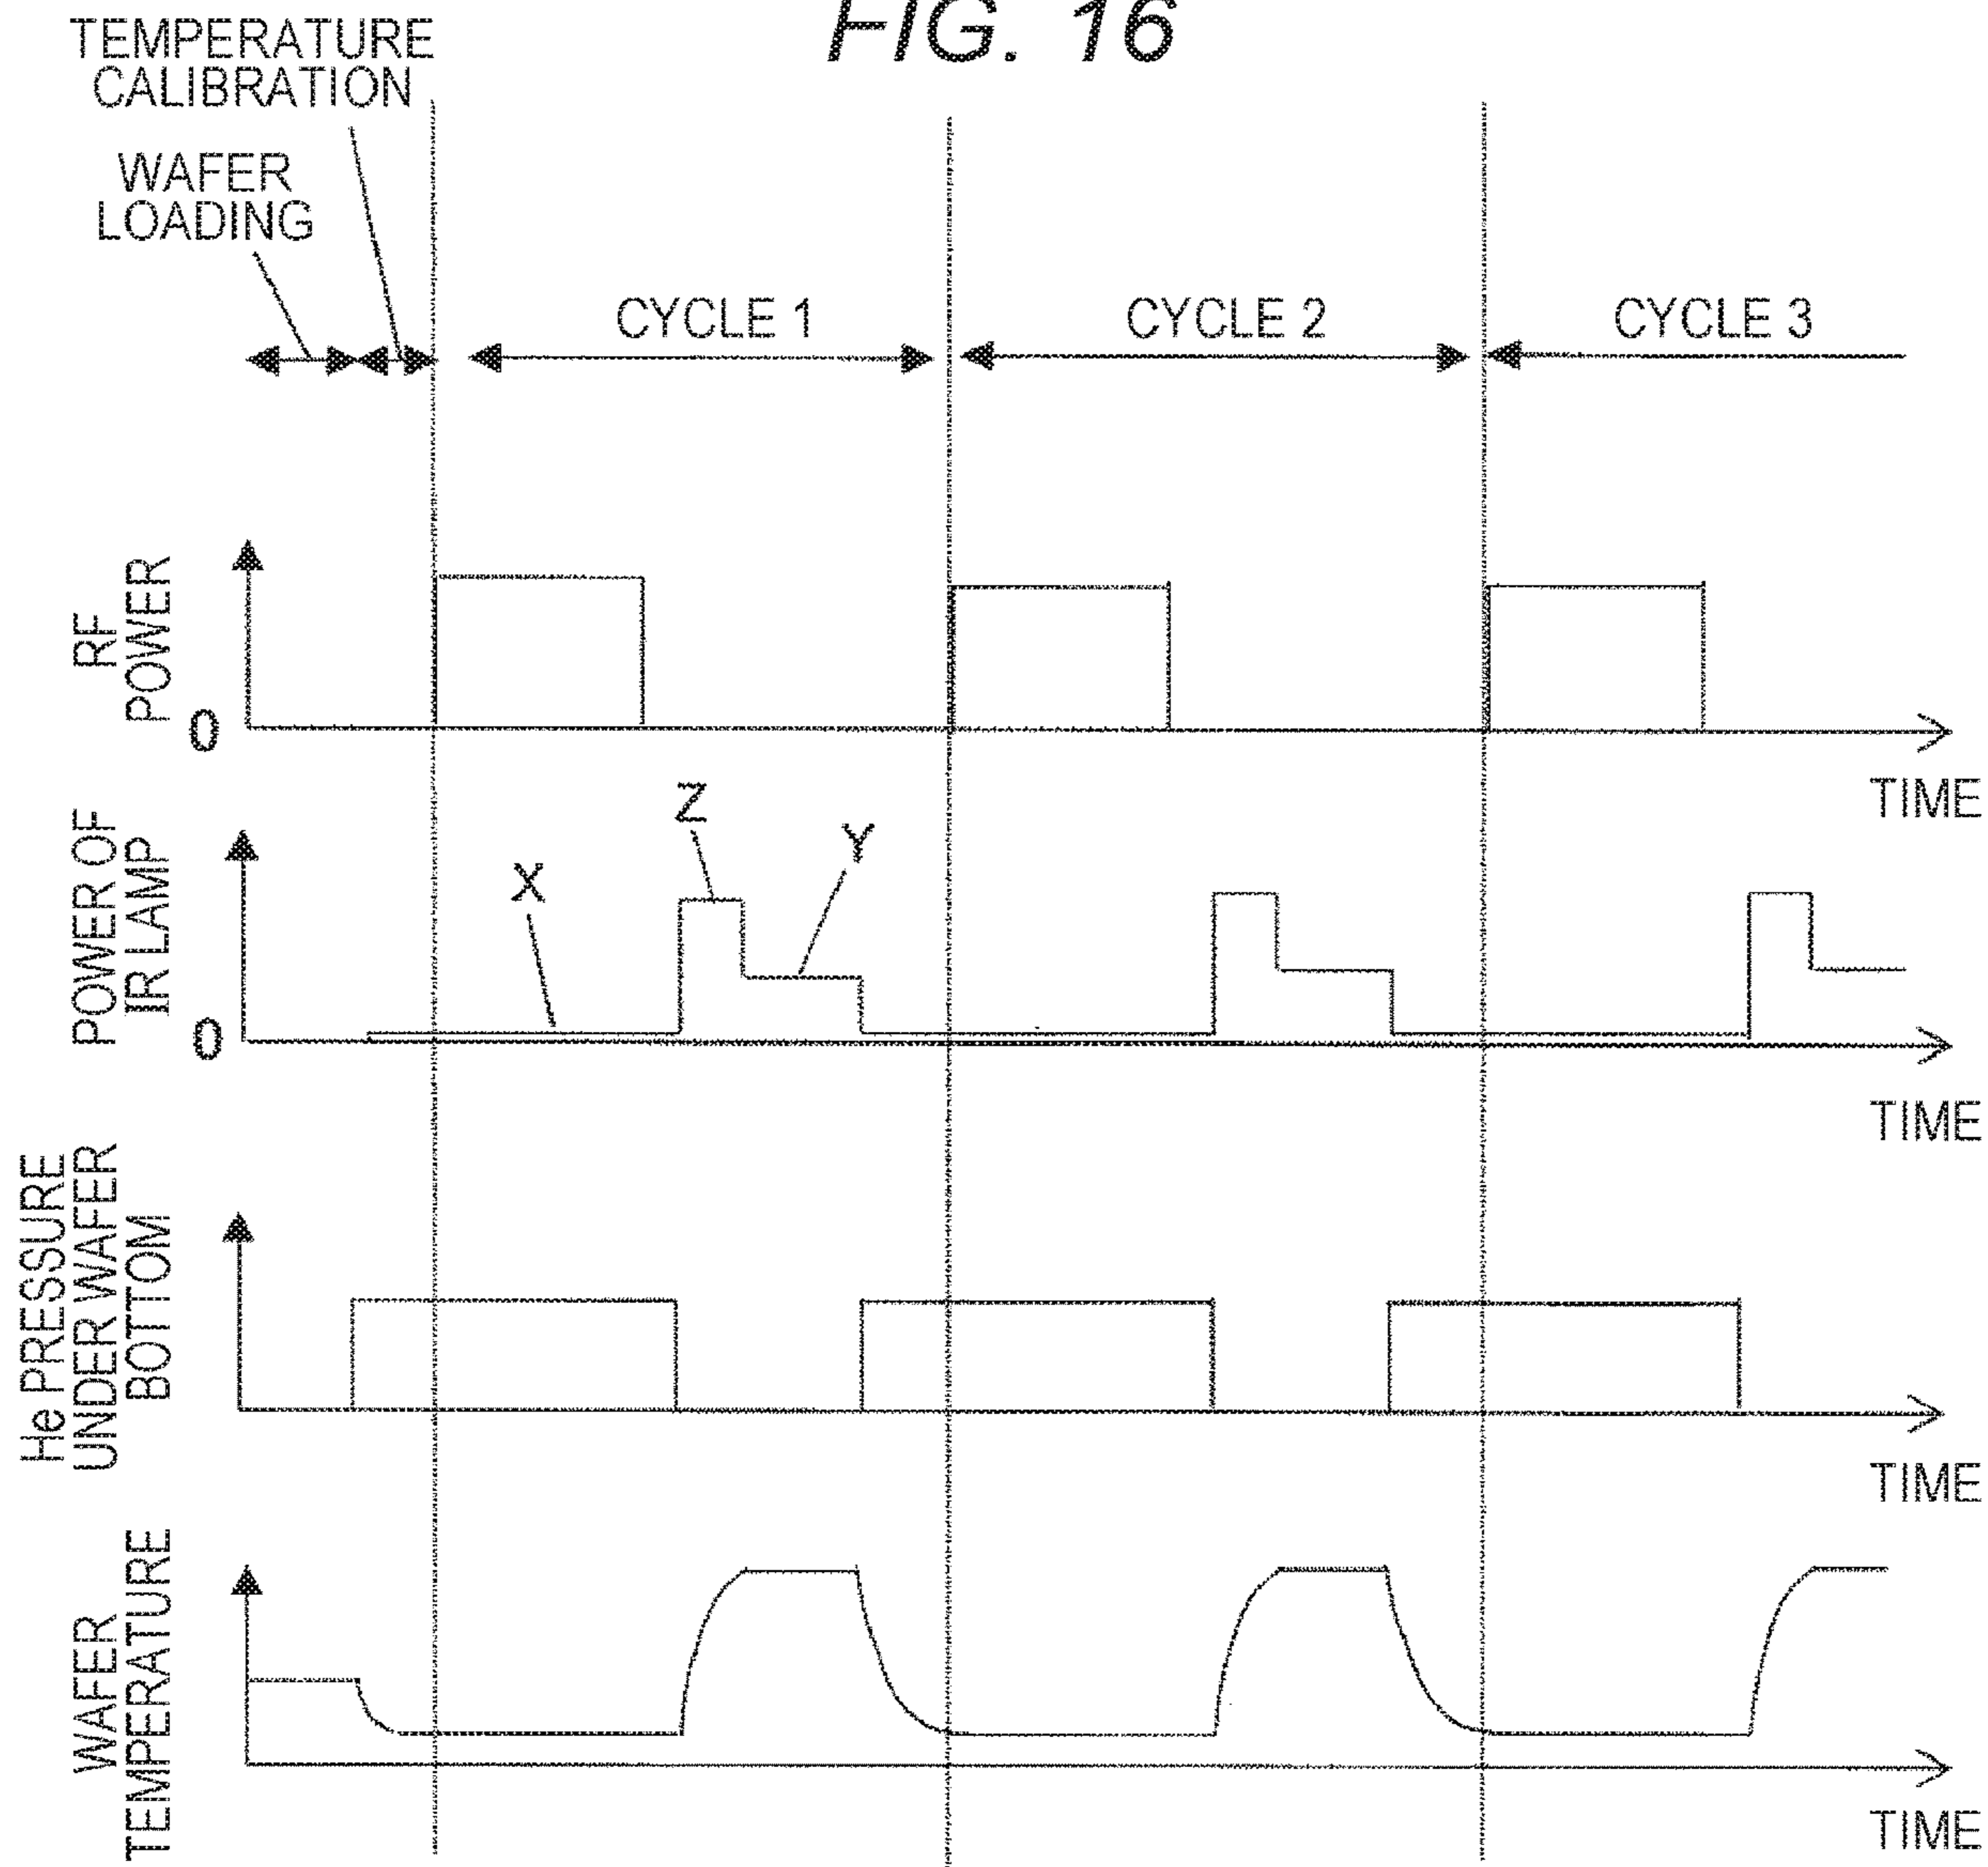 FIG. 16
TEMPERATURE
CALIBRATION
WAFER
LOADING
CYCLE 1
CYCLE 2
CYCLE 3
RF
POWER
0
TIME
POWER OF
IR LAMP
0
X
Z
Y
TIME
He PRESSURE
UNDER WAFER
BOTTOM
TIME
WAFER
TEMPERATURE
TIME